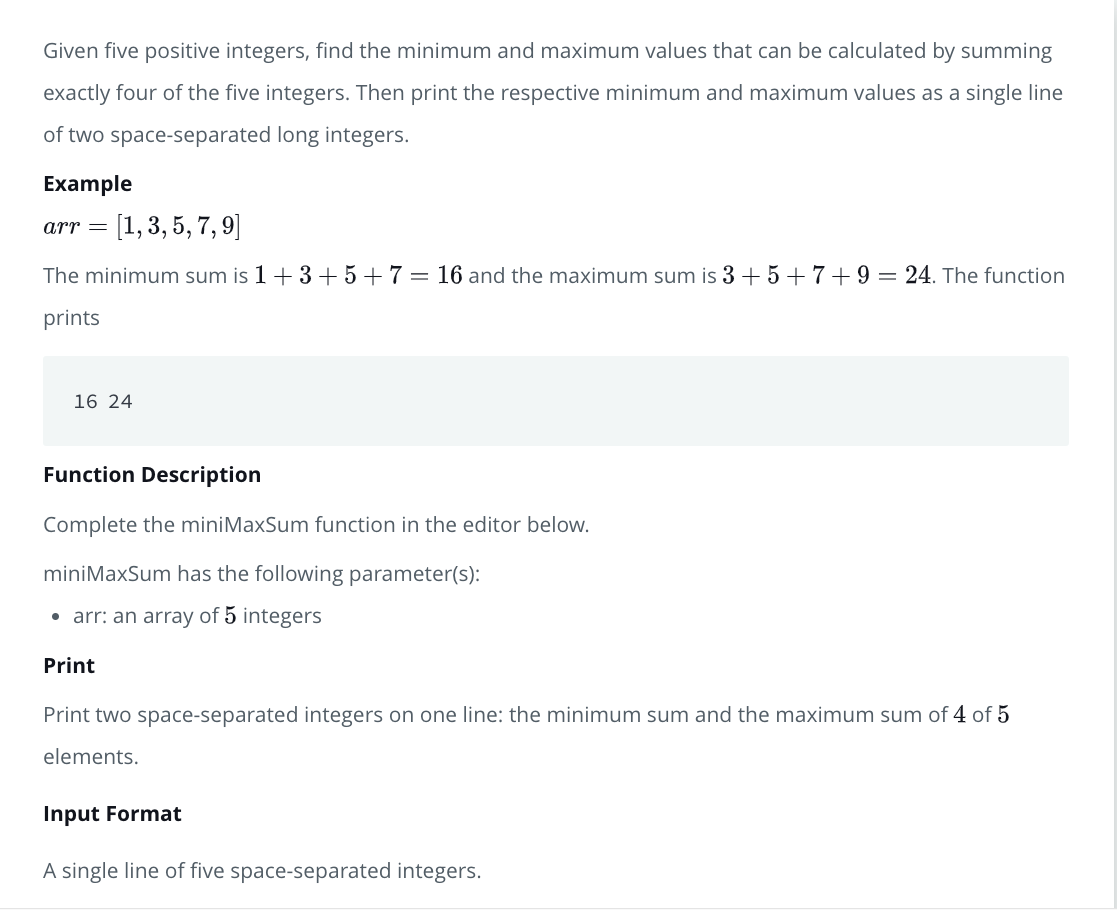 Given five positive integers, find the minimum and maximum values that can be calculated by summing
exactly four of the five integers. Then print the respective minimum and maximum values as a single line
of two space-separated long integers.
Example
arr = [1, 3, 5, 7, 9]
The minimum sum is 1 + 3 + 5 + 7 = 16 and the maximum sum is 3 + 5 + 7 + 9 = 24. The function
prints
16 24
Function Description
Complete the miniMaxSum function in the editor below.
miniMaxSum has the following parameter(s):
• arr: an array of 5 integers
Print
Print two space-separated integers on one line: the minimum sum and the maximum sum of 4 of 5
elements.
Input Format
A single line of five space-separated integers.